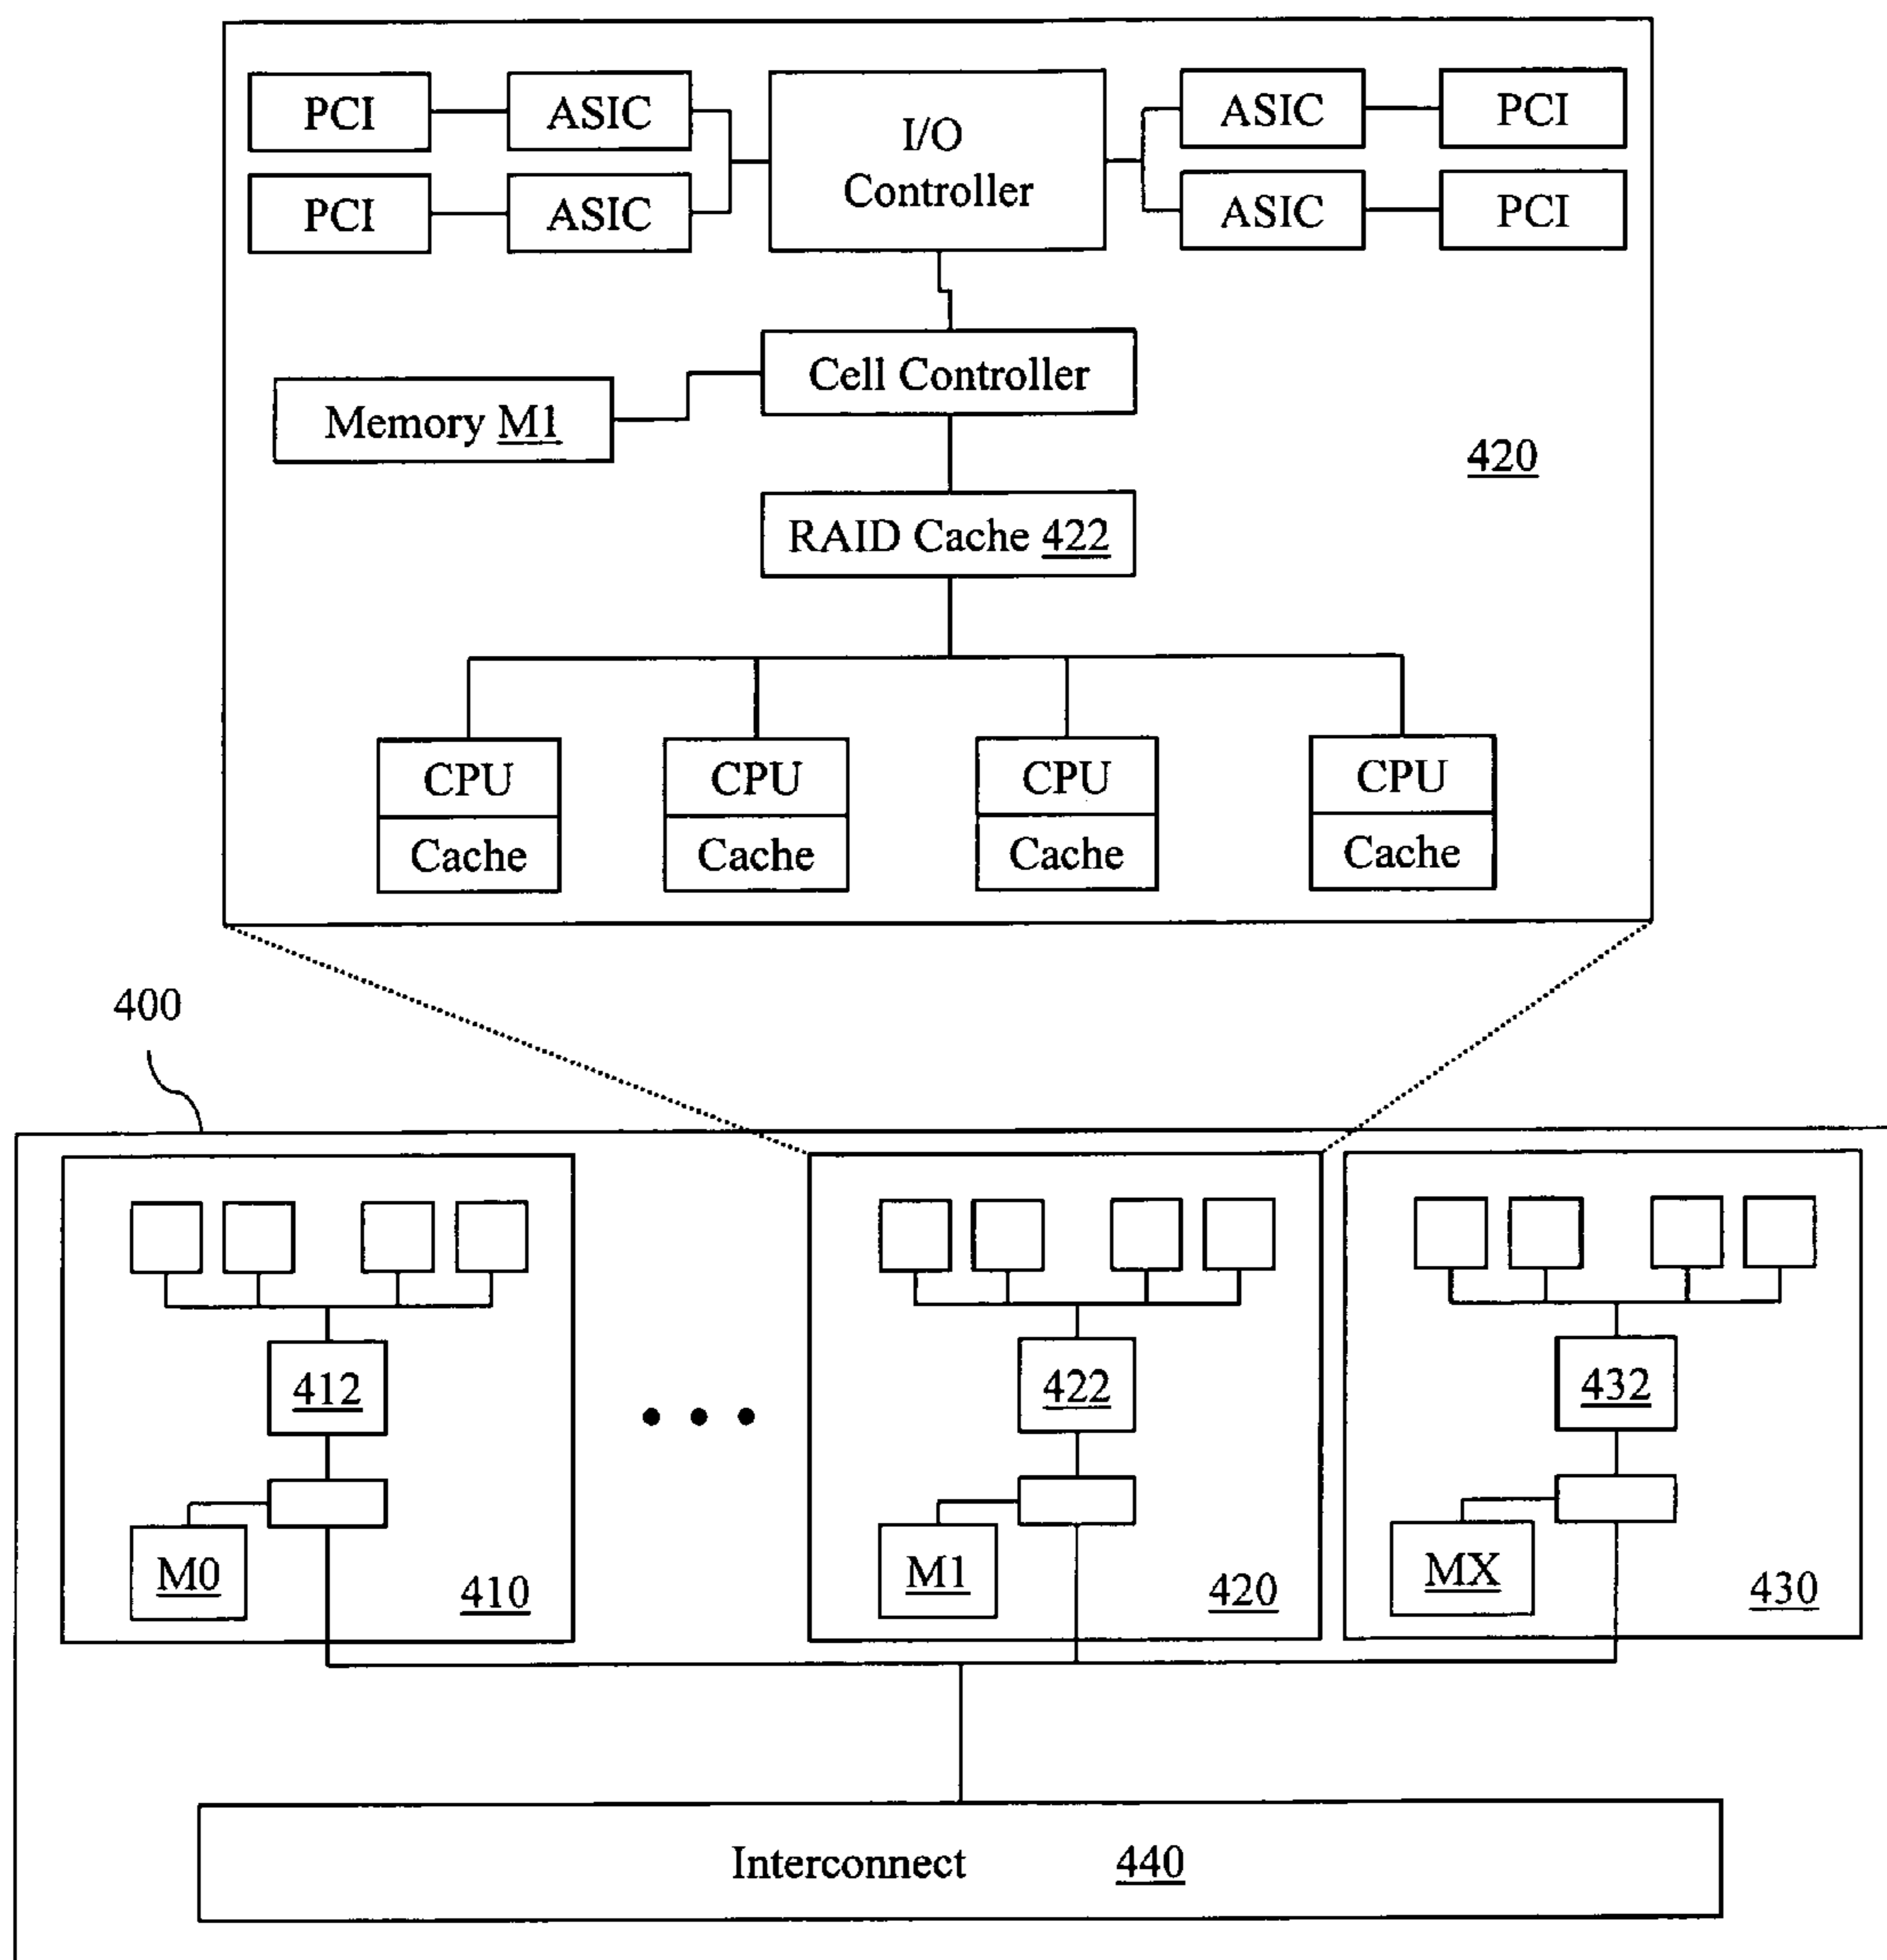 PCI ASIC I/O Controller ASIC PCI
PCI ASIC ASIC PCI
Cell Controller
Memory M1
420
RAID Cache 422
CPU CPU CPU CPU
Cache Cache Cache Cache
400
412 422 432
M0 410 M1 420 MX 430
Interconnect 440